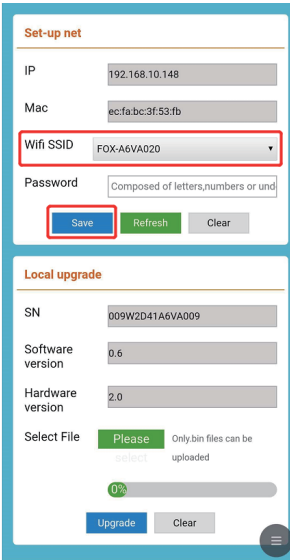 Set-up net
IP 192.168.10.148
Mac ec:fa:bc:3f:53:fb
Wifi SSID FOX-A6VA020
Password Composed of letters,numbers or und
Save Refresh Clear
Local upgrade
SN 009W2D41A6VA009
Software version 0.6
Hardware version 2.0
Select File Please select Only.bin files can be uploaded
0%
Upgrade Clear